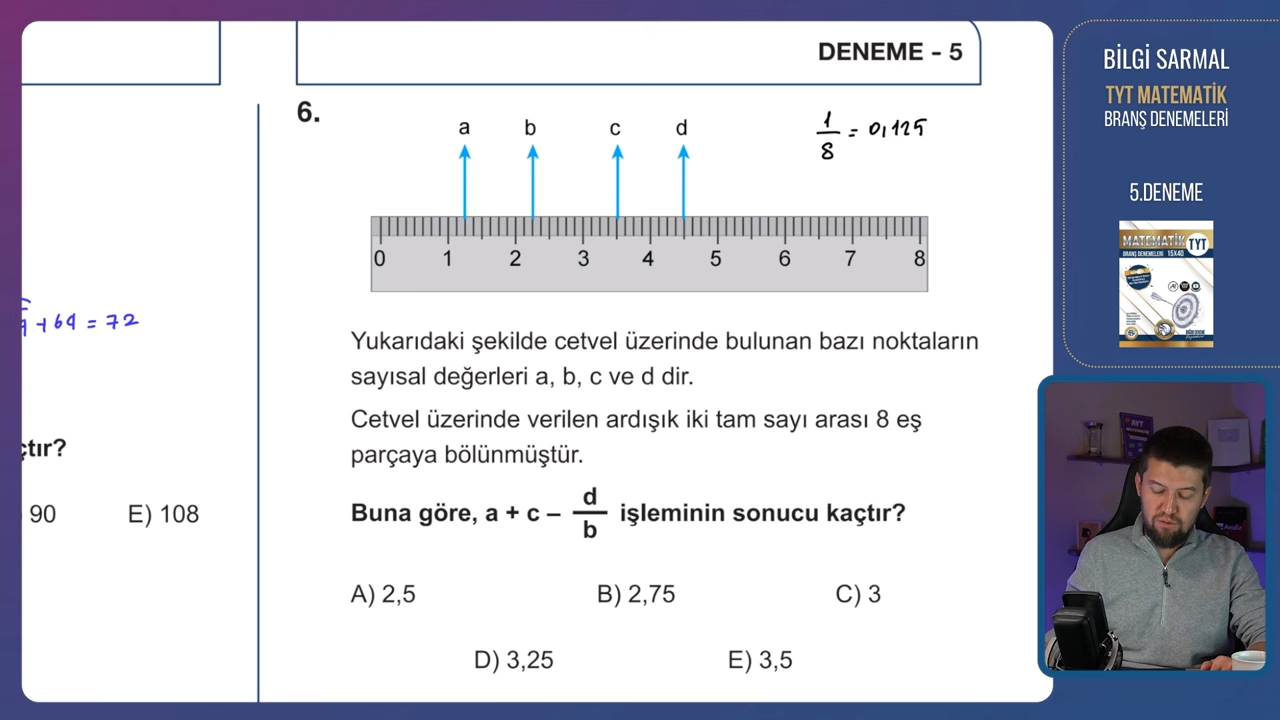 DENEME - 5
6.
a b c d
1/8 = 0,125
0 1 2 3 4 5 6 7 8
Yukarıdaki şekilde cetvel üzerinde bulunan bazı noktaların
sayısal değerleri a, b, c ve d dir.
Cetvel üzerinde verilen ardışık iki tam sayı arası 8 eş
parçaya bölünmüştür.
Buna göre, a + c – d/b işleminin sonucu kaçtır?
A) 2,5 B) 2,75 C) 3
D) 3,25 E) 3,5
+ 64 = 72
çtır?
90 E) 108
BİLGİ SARMAL
TYT MATEMATİK
BRANŞ DENEMELERİ
5.DENEME
MATEMATİK TYT
BRANŞ DENEMELERİ 15X40